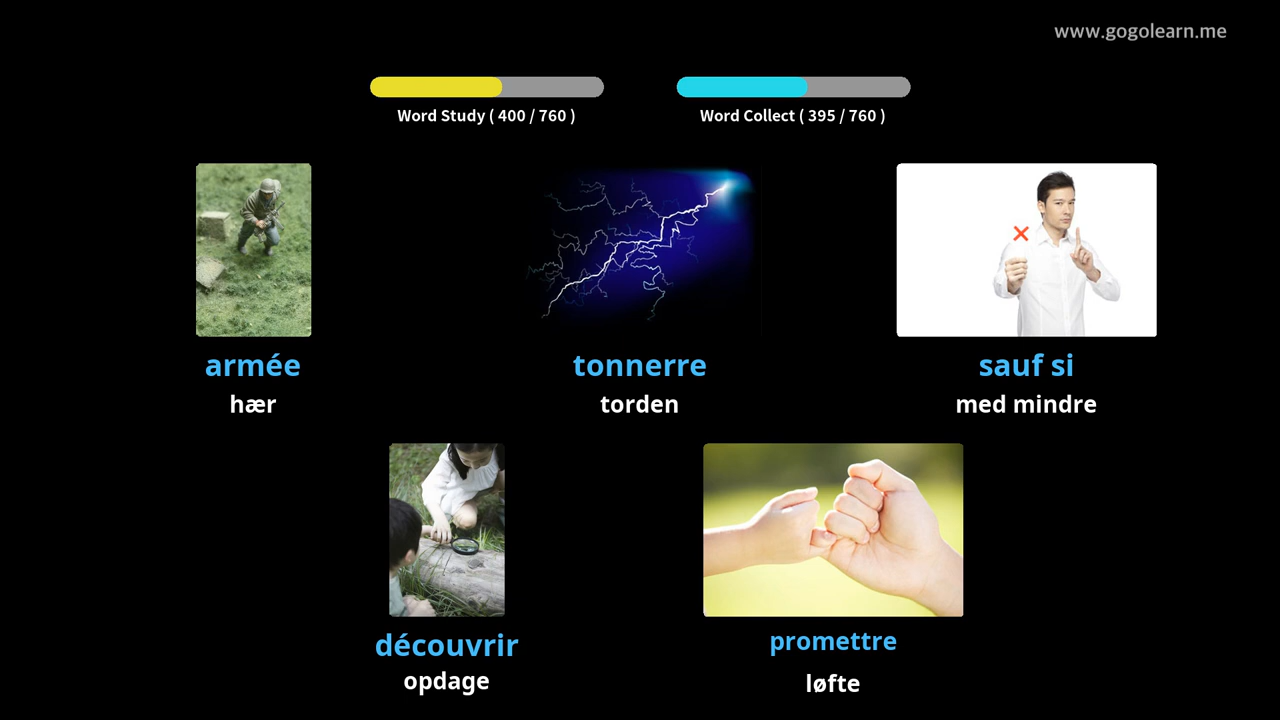 www.gogolearn.me
Word Study ( 400 / 760 )
Word Collect ( 395 / 760 )
armée
hær
tonnerre
torden
sauf si
med mindre
découvrir
opdage
promettre
løfte